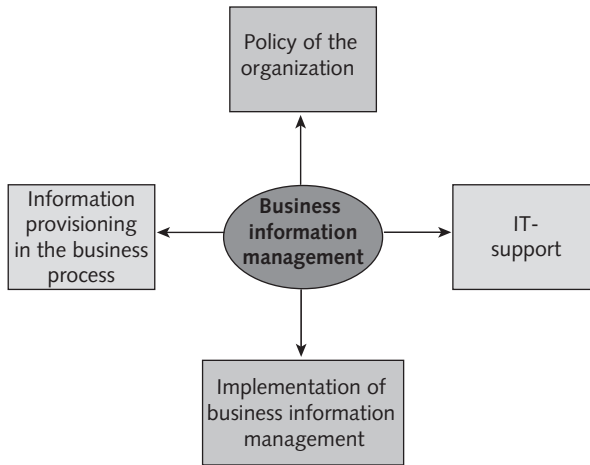 Policy of the
organization
Information
provisioning
in the business
process
Business
information
management
IT-
support
Implementation of
business information
management